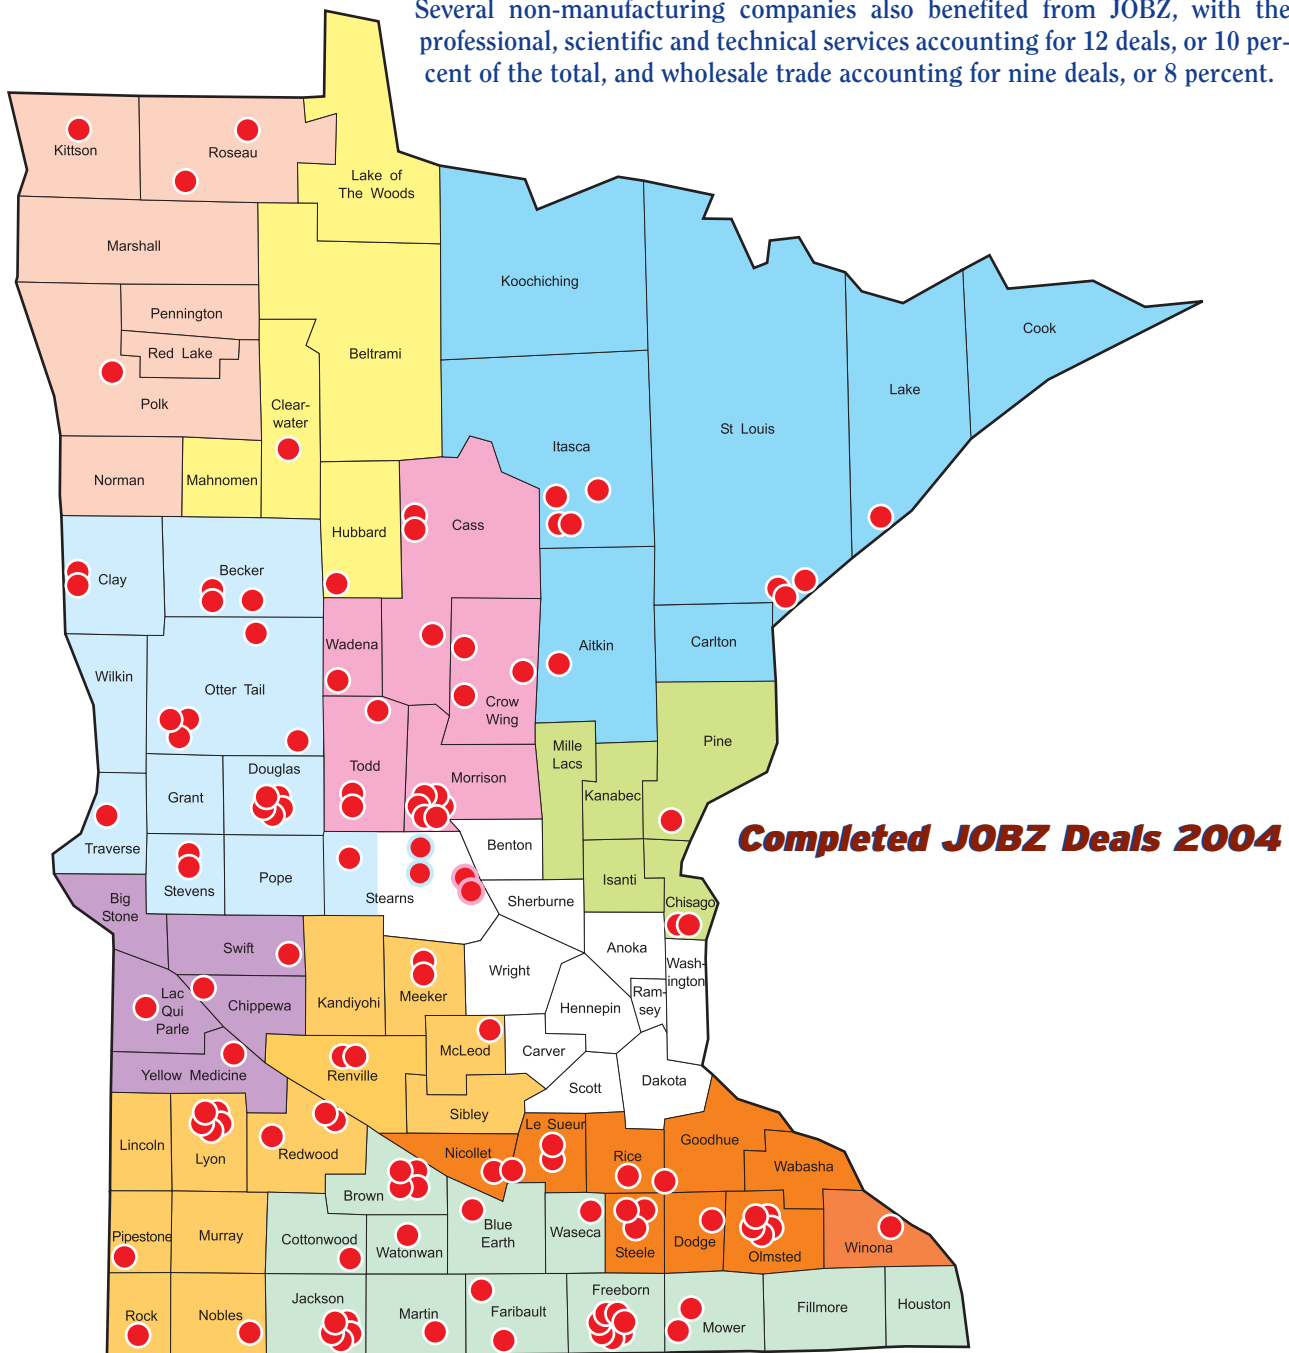 Several non-manufacturing companies also benefited from JOBZ, with the
professional, scientific and technical services accounting for 12 deals, or 10 per-
cent of the total, and wholesale trade accounting for nine deals, or 8 percent.
Kittson
Roseau
Lake of
The Woods
Marshall
Koochiching
Pennington
Cook
Red Lake
Beltrami
Lake
Polk
Clear-
water
St Louis
Itasca
Norman
Mahnomen
Cass
Hubbard
Clay
Becker
Wadena
Aitkin
Carlton
Wilkin
Otter Tail
Crow
Wing
Pine
Mille
Lacs
Douglas
Todd
Morrison
Grant
Kanabec
Completed JOBZ Deals 2004
Traverse
Benton
Stevens
Pope
Isanti
Stearns
Big
Stone
Sherburne
Chisago
Swift
Anoka
Wright
Wash-
ington
Lac
Qui
Parle
Chippewa
Kandiyohi
Meeker
Ram-
sey
Hennepin
McLeod
Carver
Yellow Medicine
Renville
Scott
Dakota
Sibley
Le Sueur
Lincoln
Lyon
Redwood
Nicollet
Rice
Goodhue
Wabasha
Brown
Pipestone
Murray
Cottonwood
Watonwan
Blue
Earth
Waseca
Steele
Dodge
Olmsted
Winona
Rock
Nobles
Jackson
Martin
Faribault
Freeborn
Mower
Fillmore
Houston